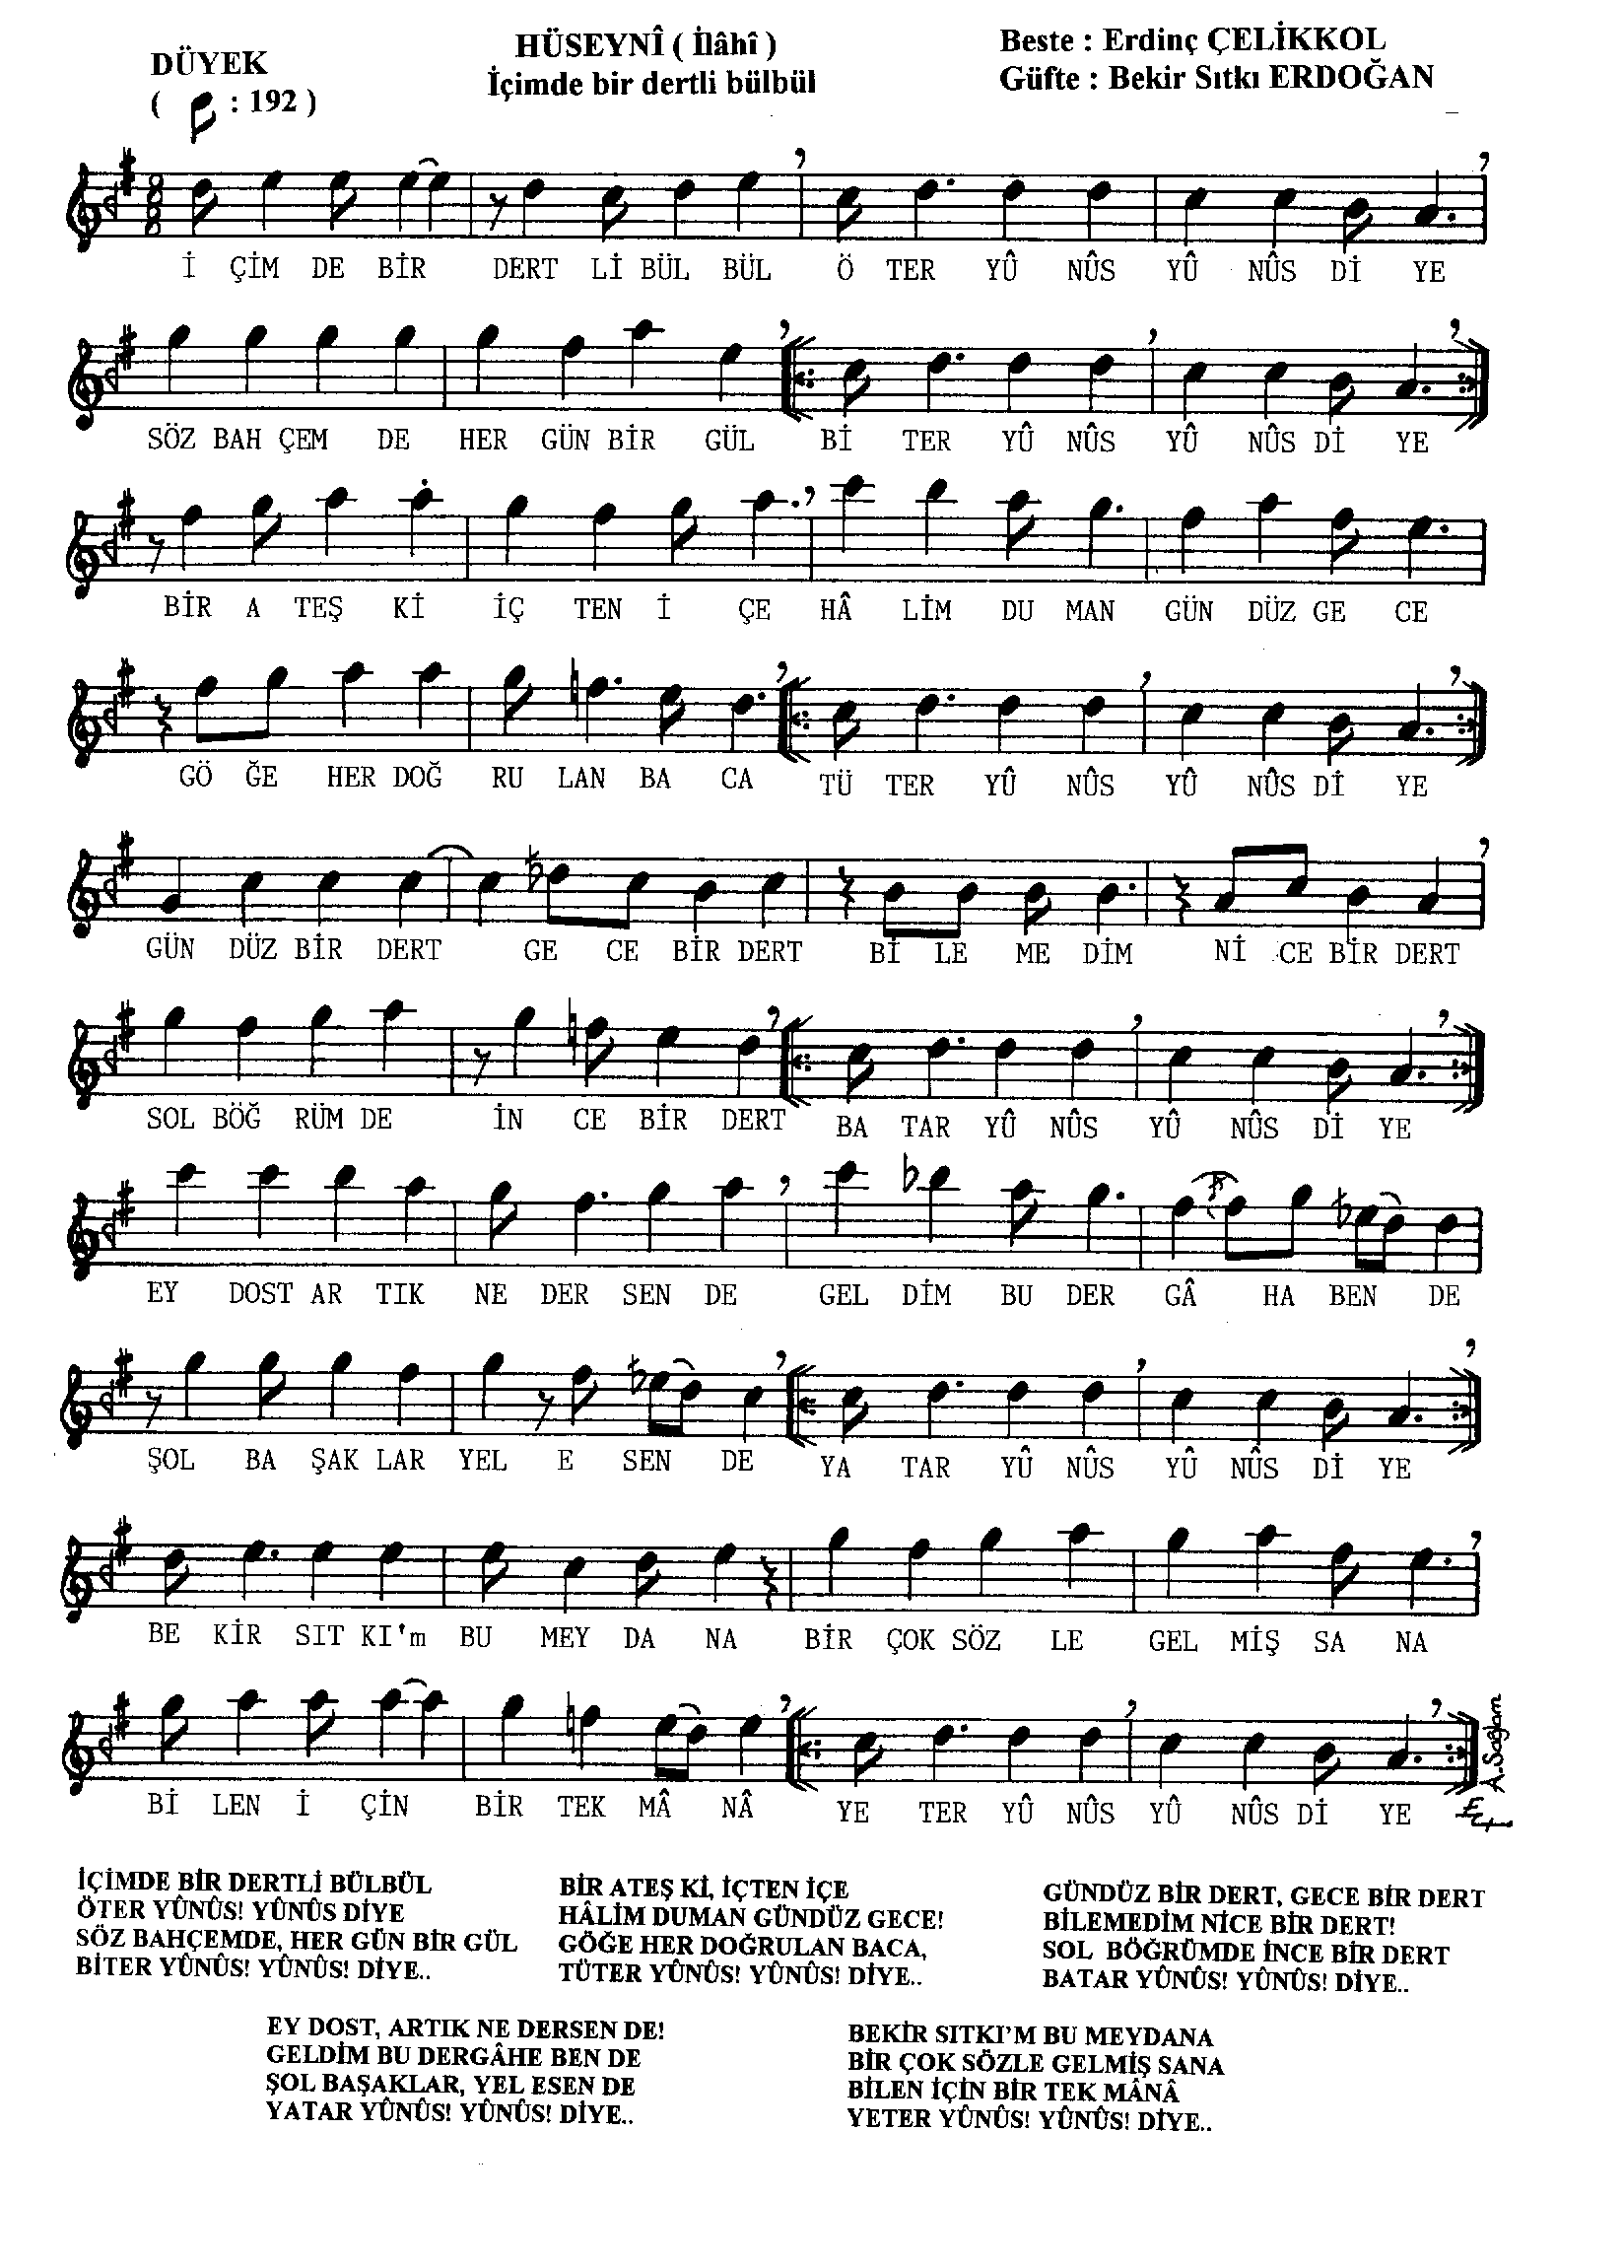 DÜYEK
( : 192 )
HÜSEYNÎ ( İlâhî )
İçimde bir dertli bülbül
Beste : Erdinç ÇELİKKOL
Güfte : Bekir Sıtkı ERDOĞAN
İ ÇİM DE BİR DERT Lİ BÜL BÜL Ö TER YÛ NÛS YÛ NÛS Dİ YE
SÖZ BAH ÇEM DE HER GÜN BİR GÜL Bİ TER YÛ NÛS YÛ NÛS Dİ YE
BİR A TEŞ Kİ İÇ TEN İ ÇE HÂ LİM DU MAN GÜN DÜZ GE CE
GÖ ĞE HER DOĞ RU LAN BA CA TÜ TER YÛ NÛS YÛ NÛS Dİ YE
GÜN DÜZ BİR DERT GE CE BİR DERT Bİ LE ME DİM Nİ CE BİR DERT
SOL BÖĞ RÜM DE İN CE BİR DERT BA TAR YÛ NÛS YÛ NÛS Dİ YE
EY DOST AR TIK NE DER SEN DE GEL DİM BU DER GÂ HA BEN DE
ŞOL BA ŞAK LAR YEL E SEN DE YA TAR YÛ NÛS YÛ NÛS Dİ YE
BE KİR SIT KI'm BU MEY DA NA BİR ÇOK SÖZ LE GEL MİŞ SA NA
Bİ LEN İ ÇİN BİR TEK MÂ NÂ YE TER YÛ NÛS YÛ NÛS Dİ YE
A.Sağlam
İÇİMDE BİR DERTLİ BÜLBÜL
ÖTER YÛNÛS! YÛNÛS DİYE
SÖZ BAHÇEMDE, HER GÜN BİR GÜL
BİTER YÛNÛS! YÛNÛS! DİYE..
BİR ATEŞ Kİ, İÇTEN İÇE
HÂLİM DUMAN GÜNDÜZ GECE!
GÖĞE HER DOĞRULAN BACA,
TÜTER YÛNÛS! YÛNÛS! DİYE..
GÜNDÜZ BİR DERT, GECE BİR DERT
BİLEMEDİM NİCE BİR DERT!
SOL BÖĞRÜMDE İNCE BİR DERT
BATAR YÛNÛS! YÛNÛS! DİYE..
EY DOST, ARTIK NE DERSEN DE!
GELDİM BU DERGÂHE BEN DE
ŞOL BAŞAKLAR, YEL ESEN DE
YATAR YÛNÛS! YÛNÛS! DİYE..
BEKİR SITKI'M BU MEYDANA
BİR ÇOK SÖZLE GELMİŞ SANA
BİLEN İÇİN BİR TEK MÂNÂ
YETER YÛNÛS! YÛNÛS! DİYE..